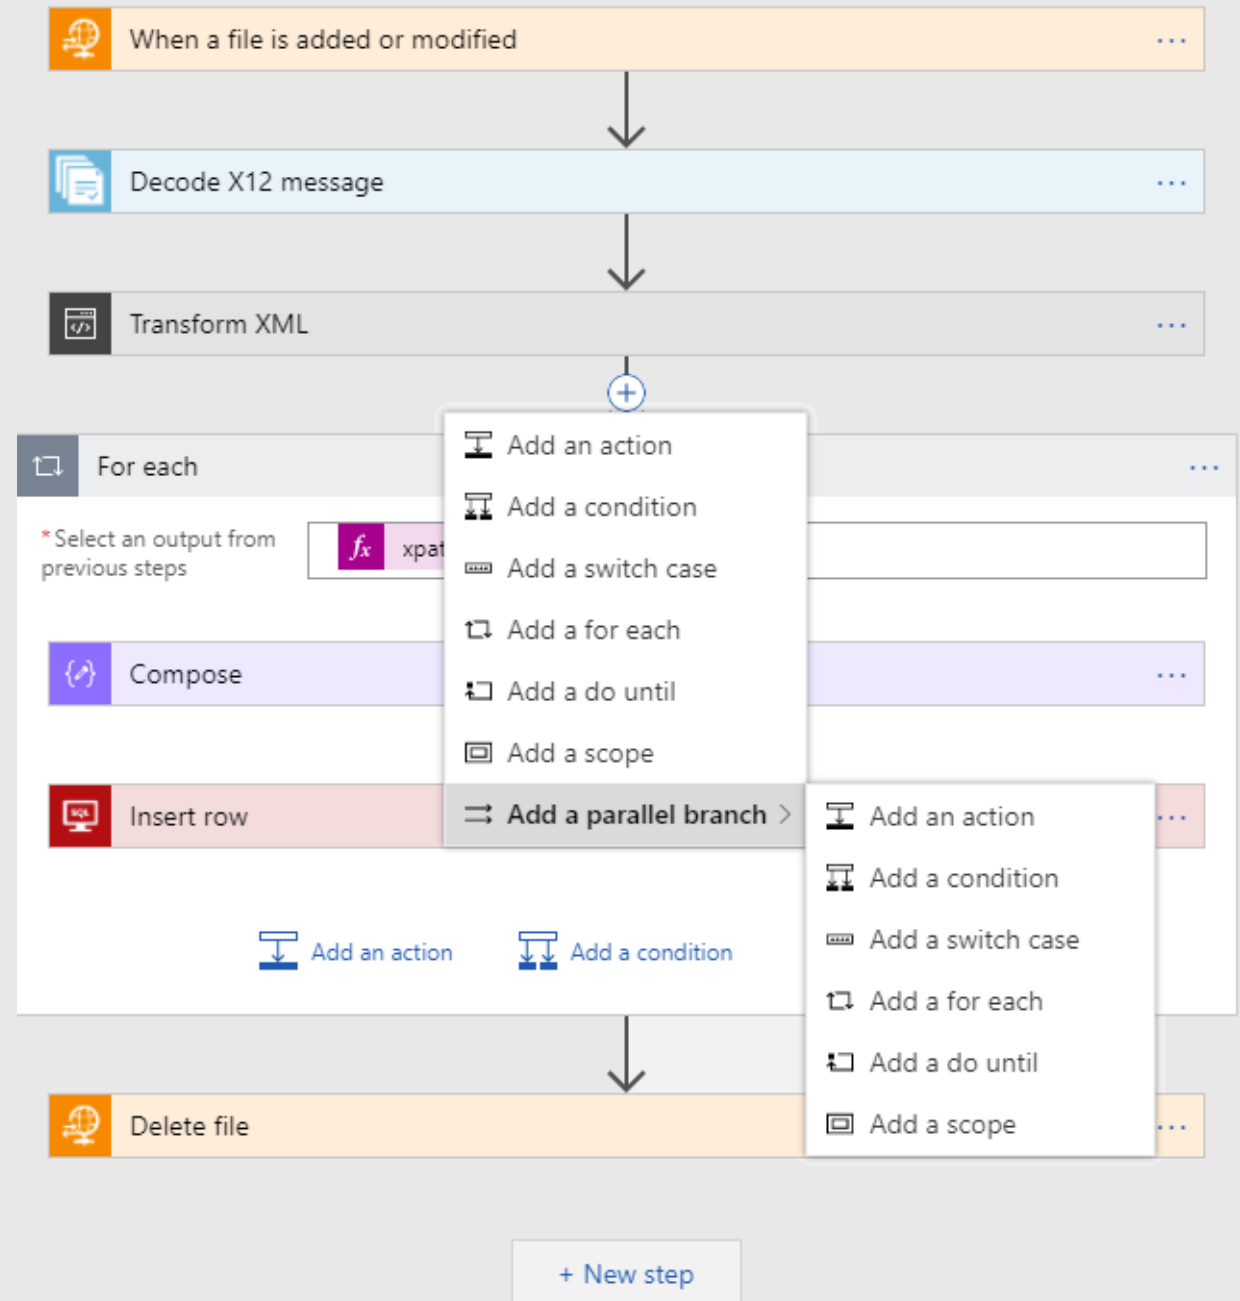 When a file is added or modified
Decode X12 message
Transform XML
Add an action
For each
Add a condition
* Select an output from
previous steps
fx
Add a switch case
Add a for each
Compose
Add a do until
Add a scope
Insert row
Add a parallel branch
Add an action
Add a condition
Add a switch case
Add an action
Add a condition
Add a for each
Add a do until
Delete file
Add a scope
+ New step